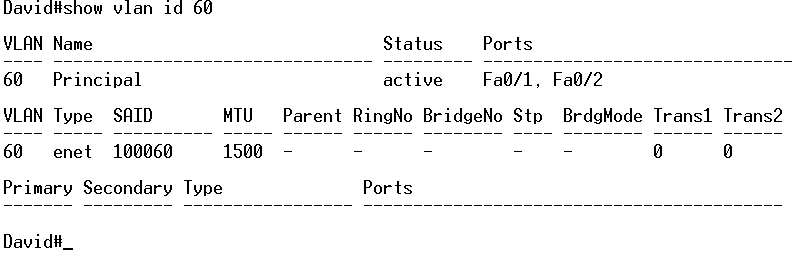 David#show vlan id 60
VLAN Name                             Status    Ports
---- -------------------------------- --------- -------------------------------
60   Principal                        active    Fa0/1, Fa0/2
VLAN Type  SAID       MTU   Parent RingNo BridgeNo Stp  BrdgMode Trans1 Trans2
---- ----- ---------- ----- ------ ------ -------- ---- -------- ------ ------
60   enet  100060     1500  -      -      -        -    -        0      0
Primary Secondary Type              Ports
------- --------- ----------------- ------------------------------------------
David#_